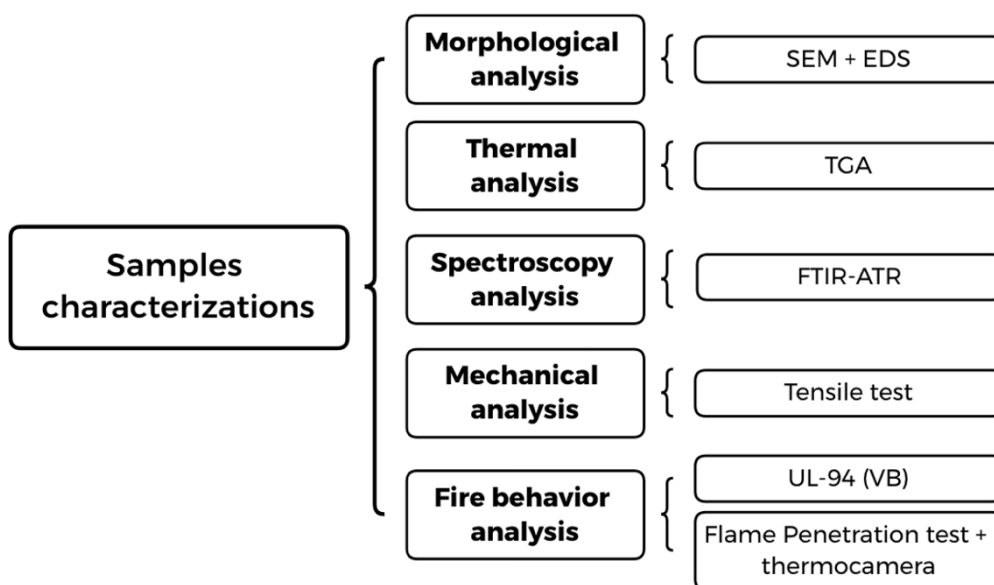 Samples
characterizations
Morphological
analysis
SEM + EDS
Thermal
analysis
TGA
Spectroscopy
analysis
FTIR-ATR
Mechanical
analysis
Tensile test
Fire behavior
analysis
UL-94 (VB)
Flame Penetration test +
thermocamera